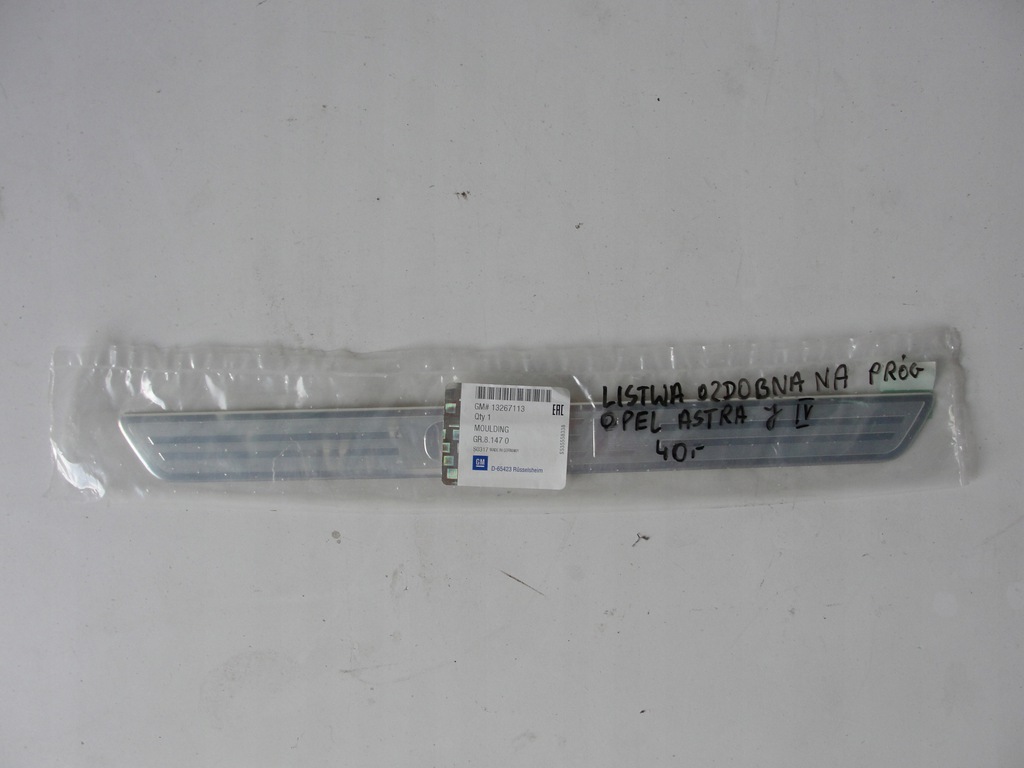 GM# 13267113
Qty 1
EAC
MOULDING
GR.8.147 0
GM
D-65423 Rüsselsheim
LISTWA OZDOBNA NA PRÓG
OPEL ASTRA J IV
40,-